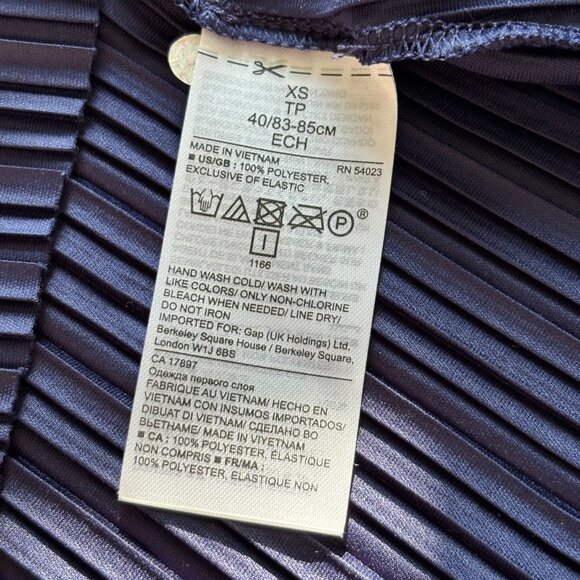 XS
TP
40/83-85см
ECH
MADE IN VIETNAM RN 54023
■ US/GB : 100% POLYESTER,
EXCLUSIVE OF ELASTIC
P ®
I
1166
HAND WASH COLD/ WASH WITH
LIKE COLORS/ ONLY NON-CHLORINE
BLEACH WHEN NEEDED/ LINE DRY/
DO NOT IRON
IMPORTED FOR: Gap (UK Holdings) Ltd,
Berkeley Square House / Berkeley Square,
London W1J 6BS
CA 17897
Одежда первого слоя
FABRIQUÉ AU VIETNAM/ HECHO EN
VIETNAM CON INSUMOS IMPORTADOS/
DIBUAT DI VIETNAM/ СДЕЛАНО ВО
ВЬЕТНАМЕ/ MADE IN VIYETNAM
■ CA : 100% POLYESTER, ÉLASTIQUE
NON COMPRIS ■ FR/MA :
100% POLYESTER, ÉLASTIQUE NON